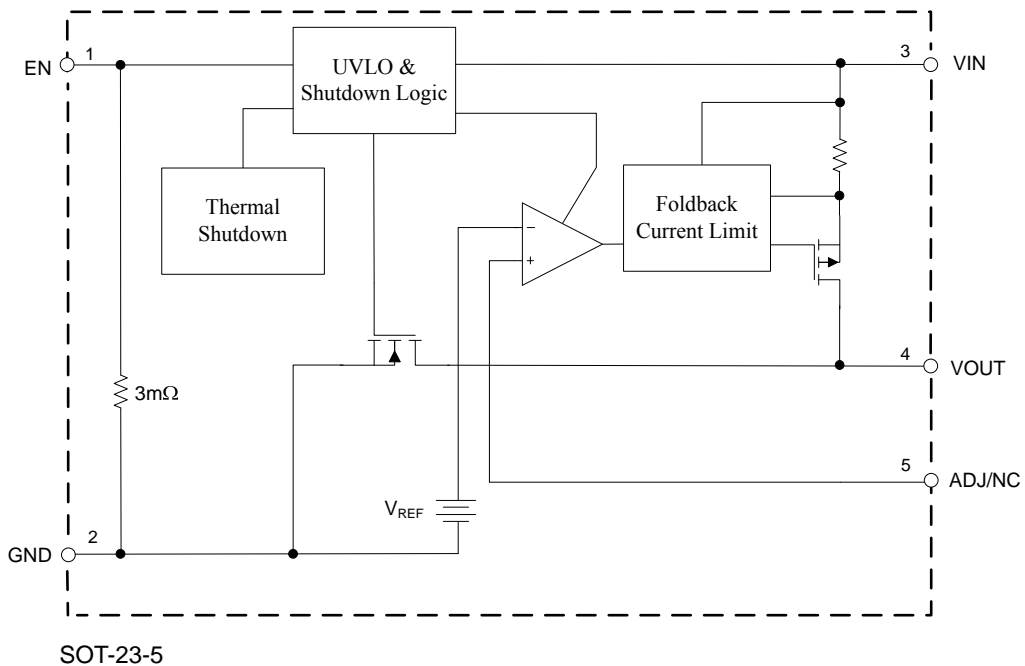 EN
1
UVLO &
Shutdown Logic
3
VIN
Thermal
Shutdown
Foldback
Current Limit
−
+
4
VOUT
3mΩ
5
ADJ/NC
VREF
2
GND
SOT-23-5